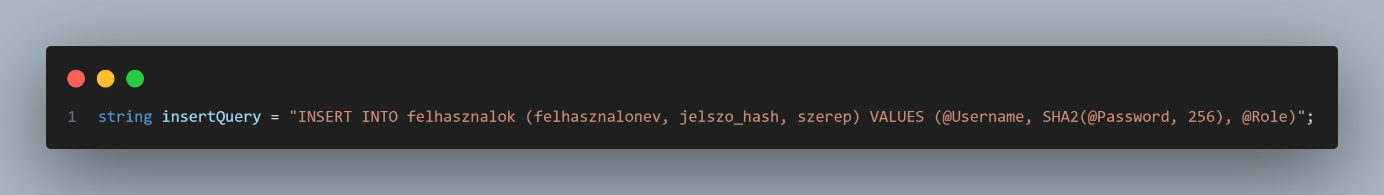 1 string insertQuery = "INSERT INTO felhasznalok (felhasznalonev, jelszo_hash, szerep) VALUES (@Username, SHA2(@Password, 256), @Role)";